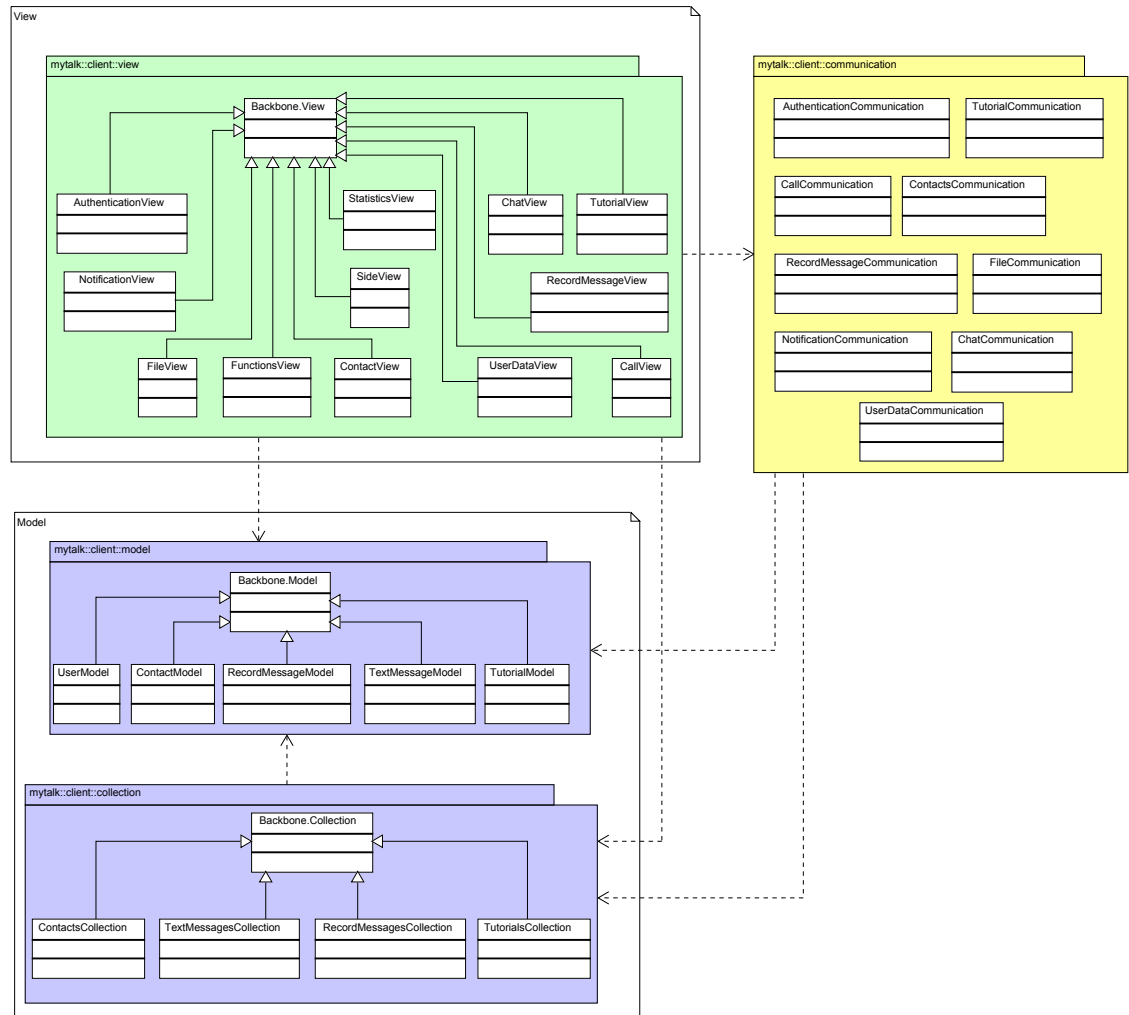 View
mytalk::client::view
mytalk::client::communication
Backbone.View
AuthenticationCommunication
TutorialCommunication
AuthenticationView
StatisticsView
ChatView
TutorialView
CallCommunication
ContactsCommunication
NotificationView
SideView
RecordMessageView
RecordMessageCommunication
FileCommunication
FileView
FunctionsView
ContactView
UserDataView
CallView
NotificationCommunication
ChatCommunication
UserDataCommunication
Model
mytalk::client::model
Backbone.Model
UserModel
ContactModel
RecordMessageModel
TextMessageModel
TutorialModel
mytalk::client::collection
Backbone.Collection
ContactsCollection
TextMessagesCollection
RecordMessagesCollection
TutorialsCollection